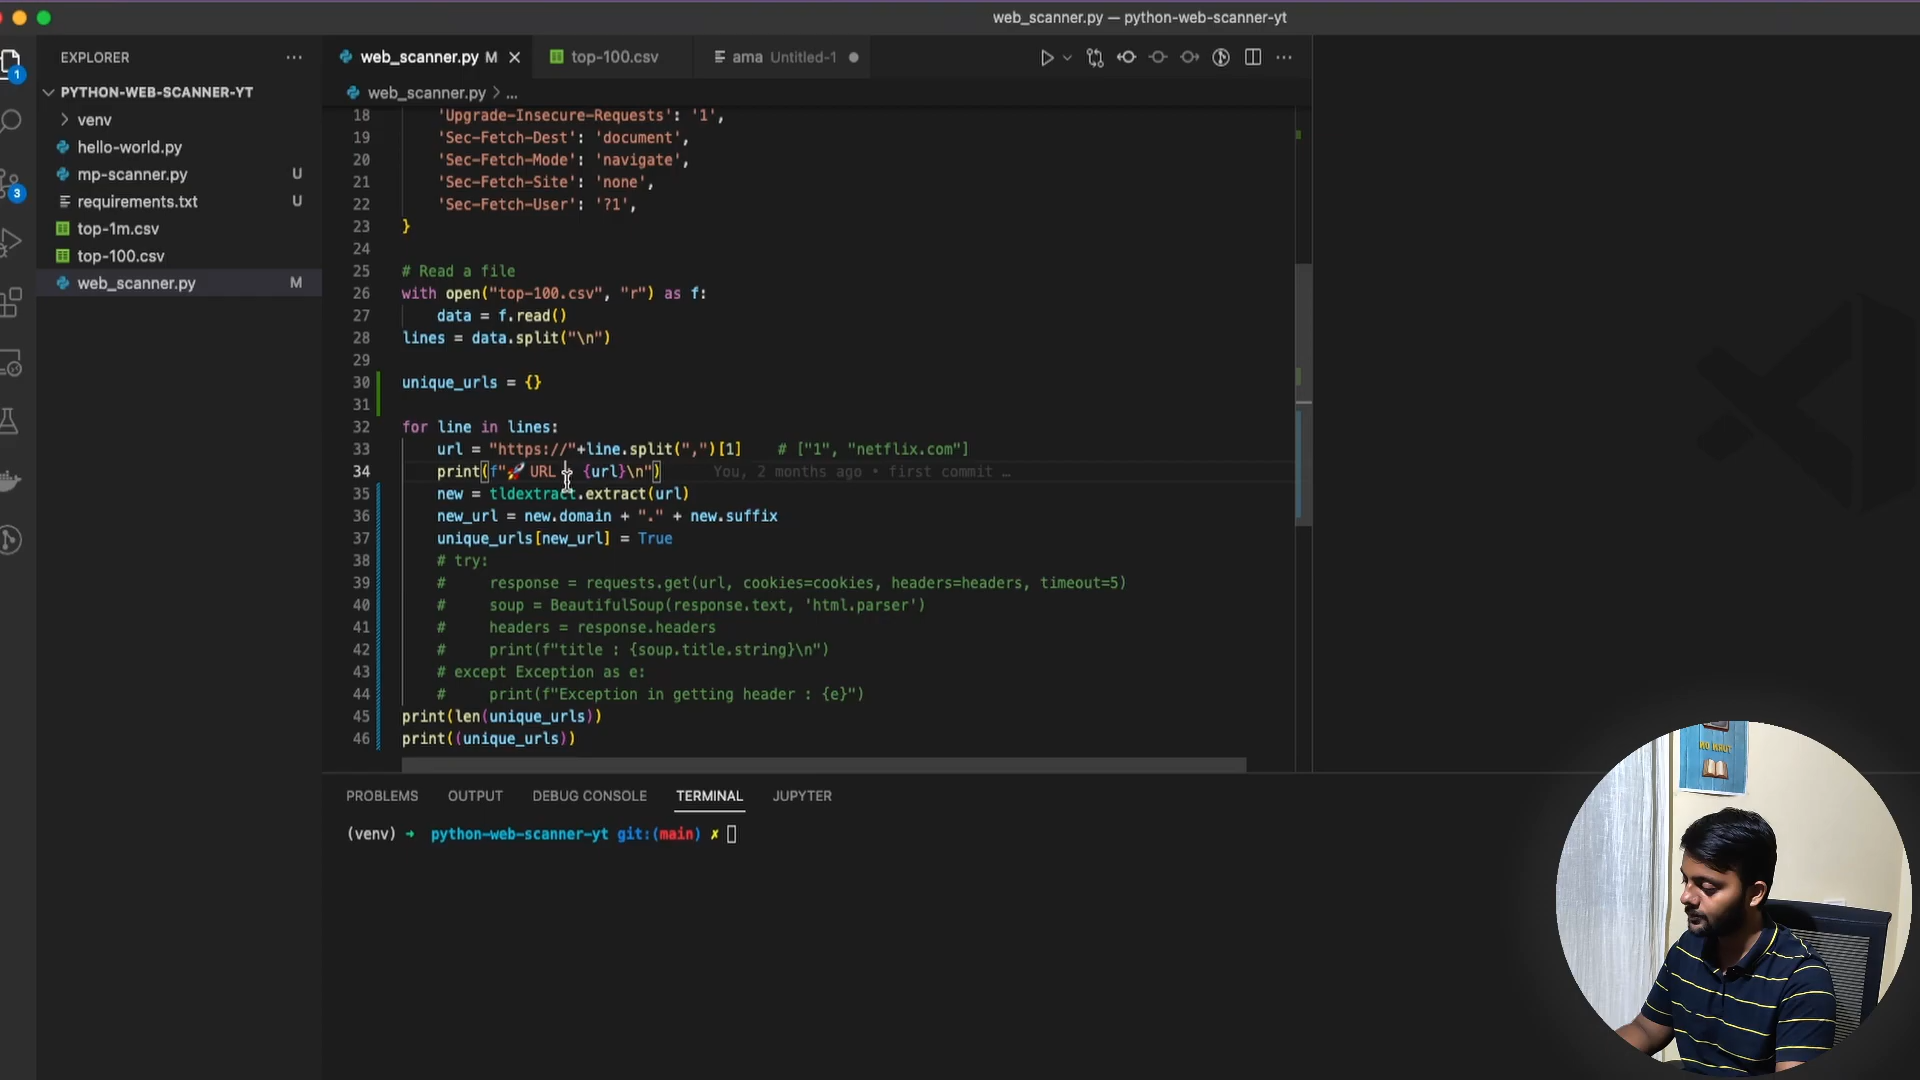 web_scanner.py — python-web-scanner-yt
EXPLORER
web_scanner.py M
top-100.csv
ama Untitled-1
PYTHON-WEB-SCANNER-YT
web_scanner.py > ...
1
3
venv
hello-world.py
mp-scanner.py U
requirements.txt U
top-1m.csv
top-100.csv
web_scanner.py M
18 'Upgrade-Insecure-Requests': '1',
19 'Sec-Fetch-Dest': 'document',
20 'Sec-Fetch-Mode': 'navigate',
21 'Sec-Fetch-Site': 'none',
22 'Sec-Fetch-User': '?1',
23 }
24
25 # Read a file
26 with open("top-100.csv", "r") as f:
27 data = f.read()
28 lines = data.split("\n")
29
30 unique_urls = {}
31
32 for line in lines:
33 url = "https://"+line.split(",")[1] # ["1", "netflix.com"]
34 print(f"🚀 URL : {url}\n") You, 2 months ago • first commit …
35 new = tldextract.extract(url)
36 new_url = new.domain + "." + new.suffix
37 unique_urls[new_url] = True
38 # try:
39 # response = requests.get(url, cookies=cookies, headers=headers, timeout=5)
40 # soup = BeautifulSoup(response.text, 'html.parser')
41 # headers = response.headers
42 # print(f"title : {soup.title.string}\n")
43 # except Exception as e:
44 # print(f"Exception in getting header : {e}")
45 print(len(unique_urls))
46 print((unique_urls))
PROBLEMS OUTPUT DEBUG CONSOLE TERMINAL JUPYTER
(venv) ➜ python-web-scanner-yt git:(main) ✗